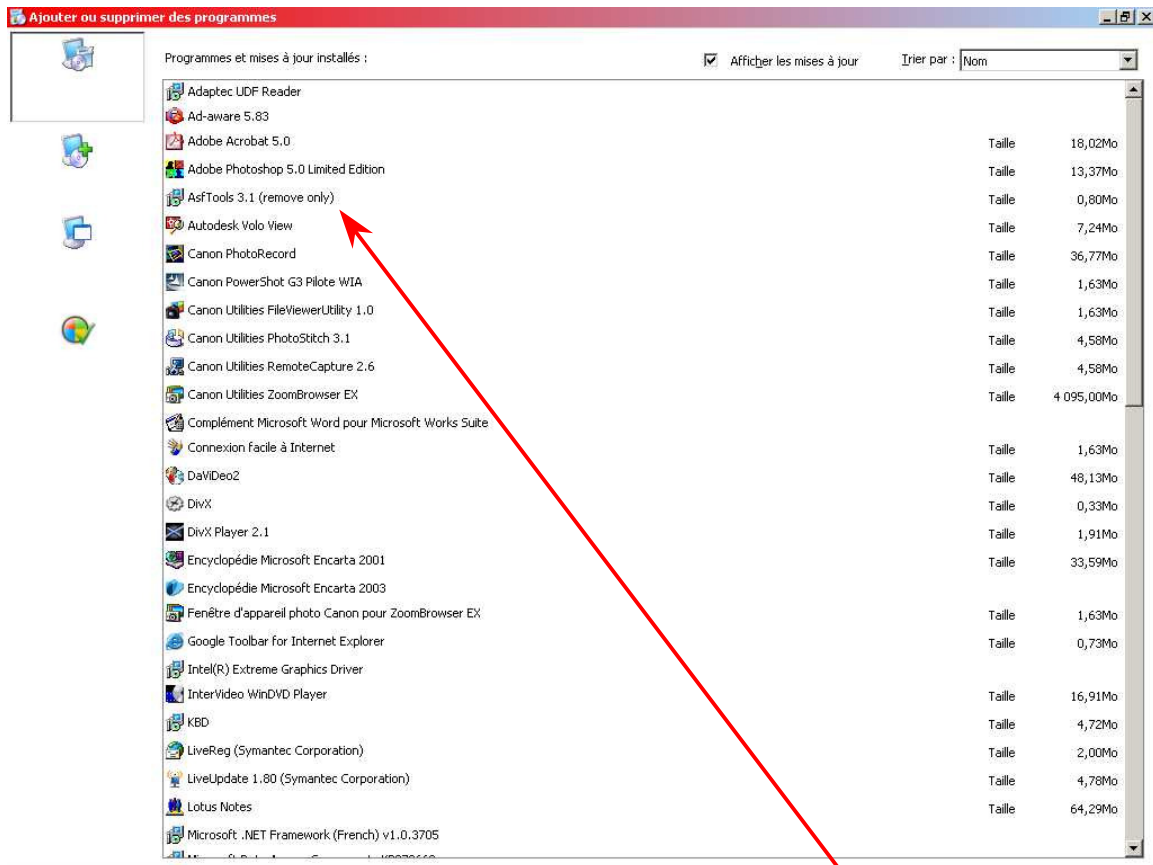 Ajouter ou supprimer des programmes
Programmes et mises à jour installés :
Afficher les mises à jour
Trier par : Nom
Adaptec UDF Reader
Ad-aware 5.83
Adobe Acrobat 5.0 Taille 18,02Mo
Adobe Photoshop 5.0 Limited Edition Taille 13,37Mo
AsfTools 3.1 (remove only) Taille 0,80Mo
Autodesk Volo View Taille 7,24Mo
Canon PhotoRecord Taille 36,77Mo
Canon PowerShot G3 Pilote WIA Taille 1,63Mo
Canon Utilities FileViewerUtility 1.0 Taille 1,63Mo
Canon Utilities PhotoStitch 3.1 Taille 4,58Mo
Canon Utilities RemoteCapture 2.6 Taille 4,58Mo
Canon Utilities ZoomBrowser EX Taille 4 095,00Mo
Complément Microsoft Word pour Microsoft Works Suite
Connexion facile à Internet Taille 1,63Mo
DaViDeo2 Taille 48,13Mo
DivX Taille 0,33Mo
DivX Player 2.1 Taille 1,91Mo
Encyclopédie Microsoft Encarta 2001 Taille 33,59Mo
Encyclopédie Microsoft Encarta 2003
Fenêtre d'appareil photo Canon pour ZoomBrowser EX Taille 1,63Mo
Google Toolbar for Internet Explorer Taille 0,73Mo
Intel(R) Extreme Graphics Driver
InterVideo WinDVD Player Taille 16,91Mo
KBD Taille 4,72Mo
LiveReg (Symantec Corporation) Taille 2,00Mo
LiveUpdate 1.80 (Symantec Corporation) Taille 4,78Mo
Lotus Notes Taille 64,29Mo
Microsoft .NET Framework (French) v1.0.3705